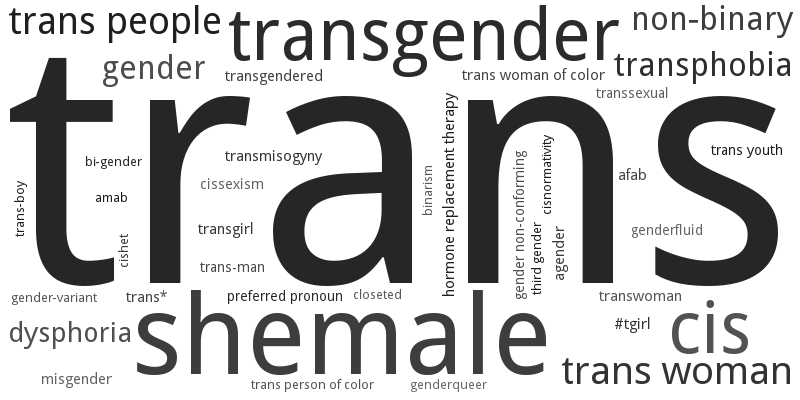 trans people
transgender
non-binary
gender
transgendered
trans woman of color
transphobia
transsexual
trans
bi-gender
transmisogyny
trans youth
amab
cissexism
binarism
hormone replacement therapy
gender non-conforming
cisnormativity
afab
trans-boy
cishet
transgirl
third gender
agender
genderfluid
trans-man
gender-variant
trans*
preferred pronoun
closeted
transwoman
dysphoria
shemale
#tgirl
cis
misgender
trans person of color
genderqueer
trans woman